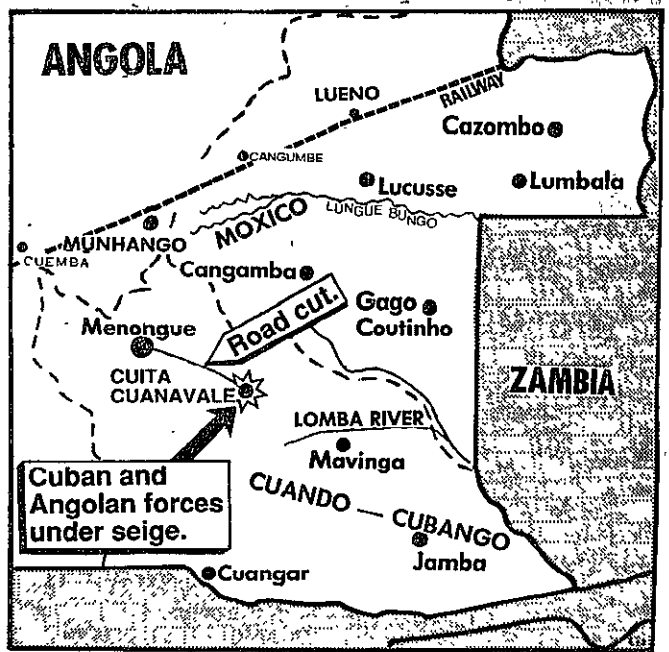 ANGOLA
LUENO
RAILWAY
Cazombo
CANGUMBE
Lucusse
Lumbala
LUNGUE BUNGO
MOXICO
MUNHANGO
CUEMBA
Cangamba
Road cut.
Gago
Coutinho
Menongue
CUITA
CUANAVALE
ZAMBIA
LOMBA RIVER
Mavinga
Cuban and
Angolan forces
under seige.
CUANDO — CUBANGO
Jamba
Cuangar